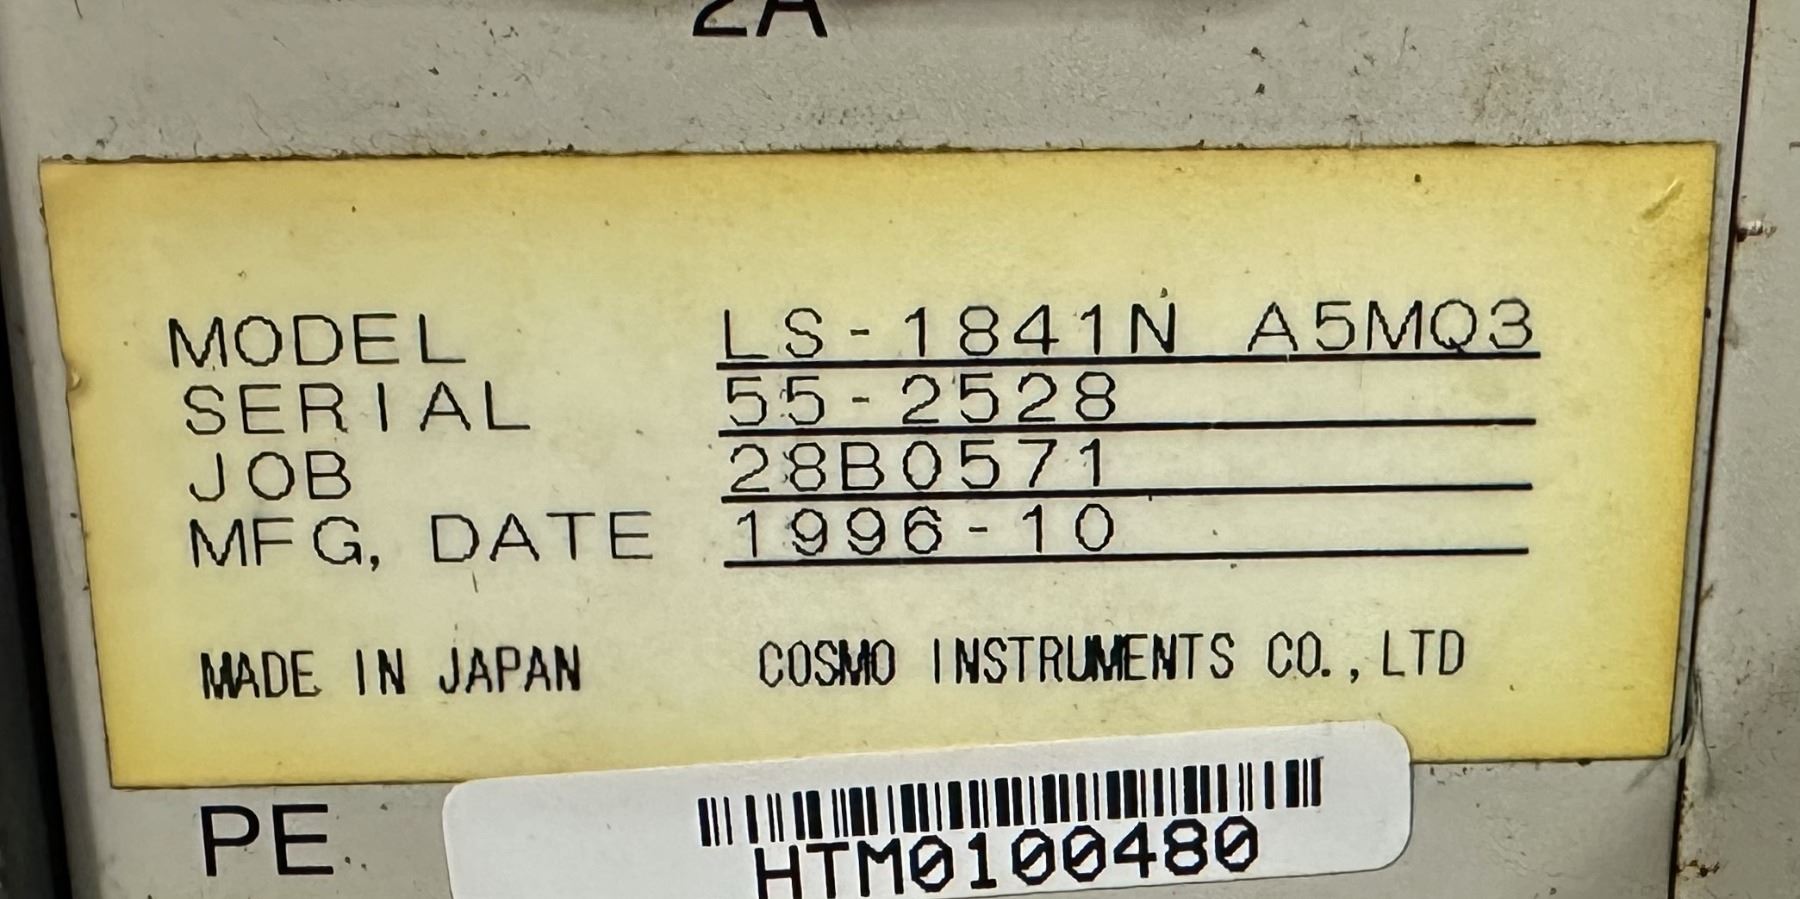 2A
MODEL LS-1841N A5MQ3
SERIAL 55-2528
JOB 28B0571
MFG, DATE 1996-10
MADE IN JAPAN COSMO INSTRUMENTS CO., LTD
PE
HTM0100480